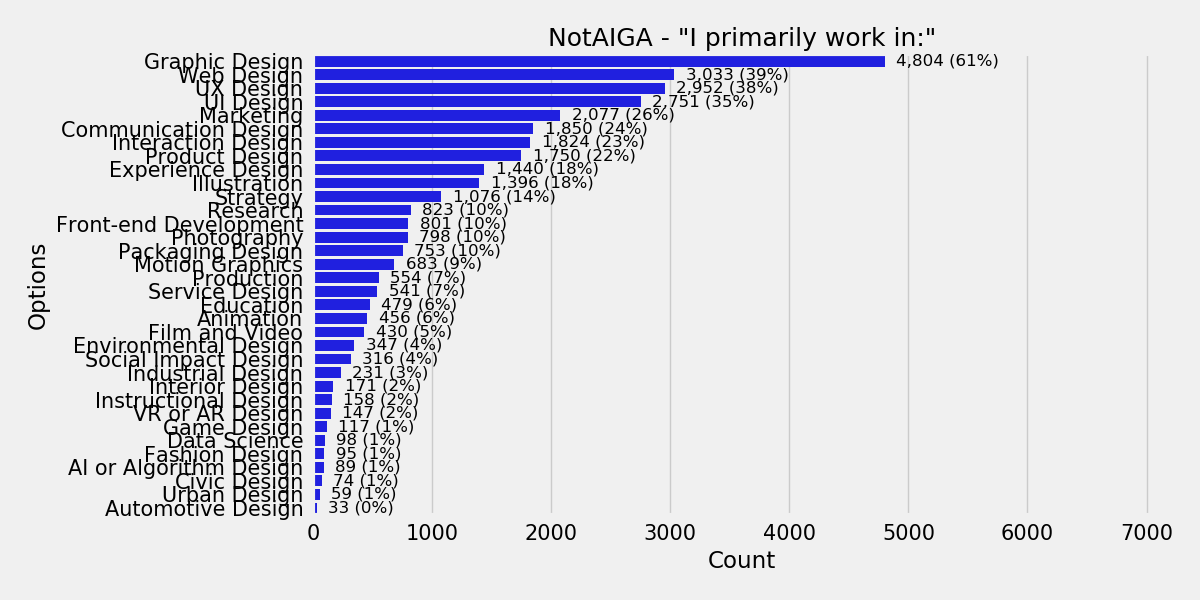 NotAIGA - "I primarily work in:"
Graphic Design 4,804 (61%)
Web Design 3,033 (39%)
UX Design 2,952 (38%)
UI Design 2,751 (35%)
Marketing 2,077 (26%)
Communication Design 1,850 (24%)
Interaction Design 1,824 (23%)
Product Design 1,750 (22%)
Experience Design 1,440 (18%)
Illustration 1,396 (18%)
Strategy 1,076 (14%)
Research 823 (10%)
Front-end Development 801 (10%)
Photography 798 (10%)
Packaging Design 753 (10%)
Motion Graphics 683 (9%)
Production 554 (7%)
Service Design 541 (7%)
Education 479 (6%)
Animation 456 (6%)
Film and Video 430 (5%)
Environmental Design 347 (4%)
Social Impact Design 316 (4%)
Industrial Design 231 (3%)
Interior Design 171 (2%)
Instructional Design 158 (2%)
VR or AR Design 147 (2%)
Game Design 117 (1%)
Data Science 98 (1%)
Fashion Design 95 (1%)
AI or Algorithm Design 89 (1%)
Civic Design 74 (1%)
Urban Design 59 (1%)
Automotive Design 33 (0%)
Options
0 1000 2000 3000 4000 5000 6000 7000
Count